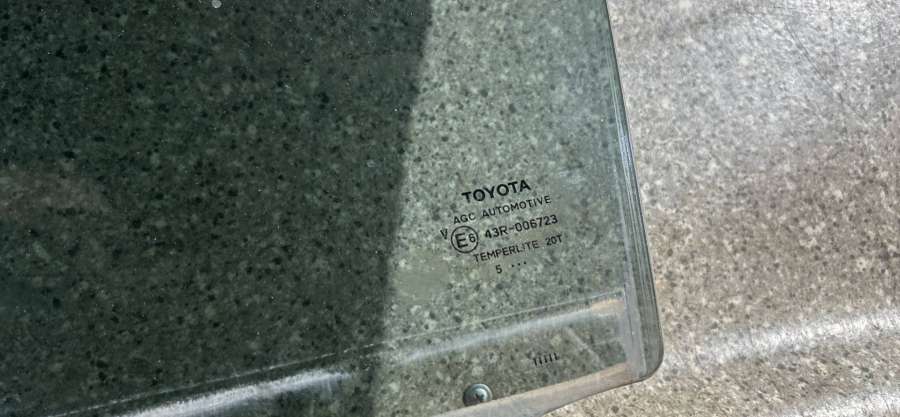 TOYOTA
AGC AUTOMOTIVE
V E6 43R-006723
TEMPERLITE 20T
5 ...